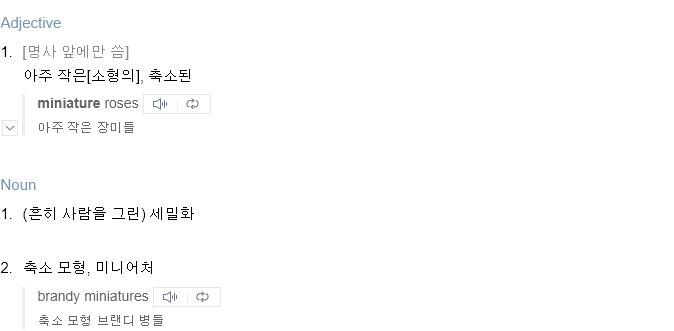 Adjective
1. [명사 앞에만 씀]
아주 작은[소형의], 축소된
miniature roses
아주 작은 장미들
Noun
1. (흔히 사람을 그린) 세밀화
2. 축소 모형, 미니어처
brandy miniatures
축소 모형 브랜디 병들